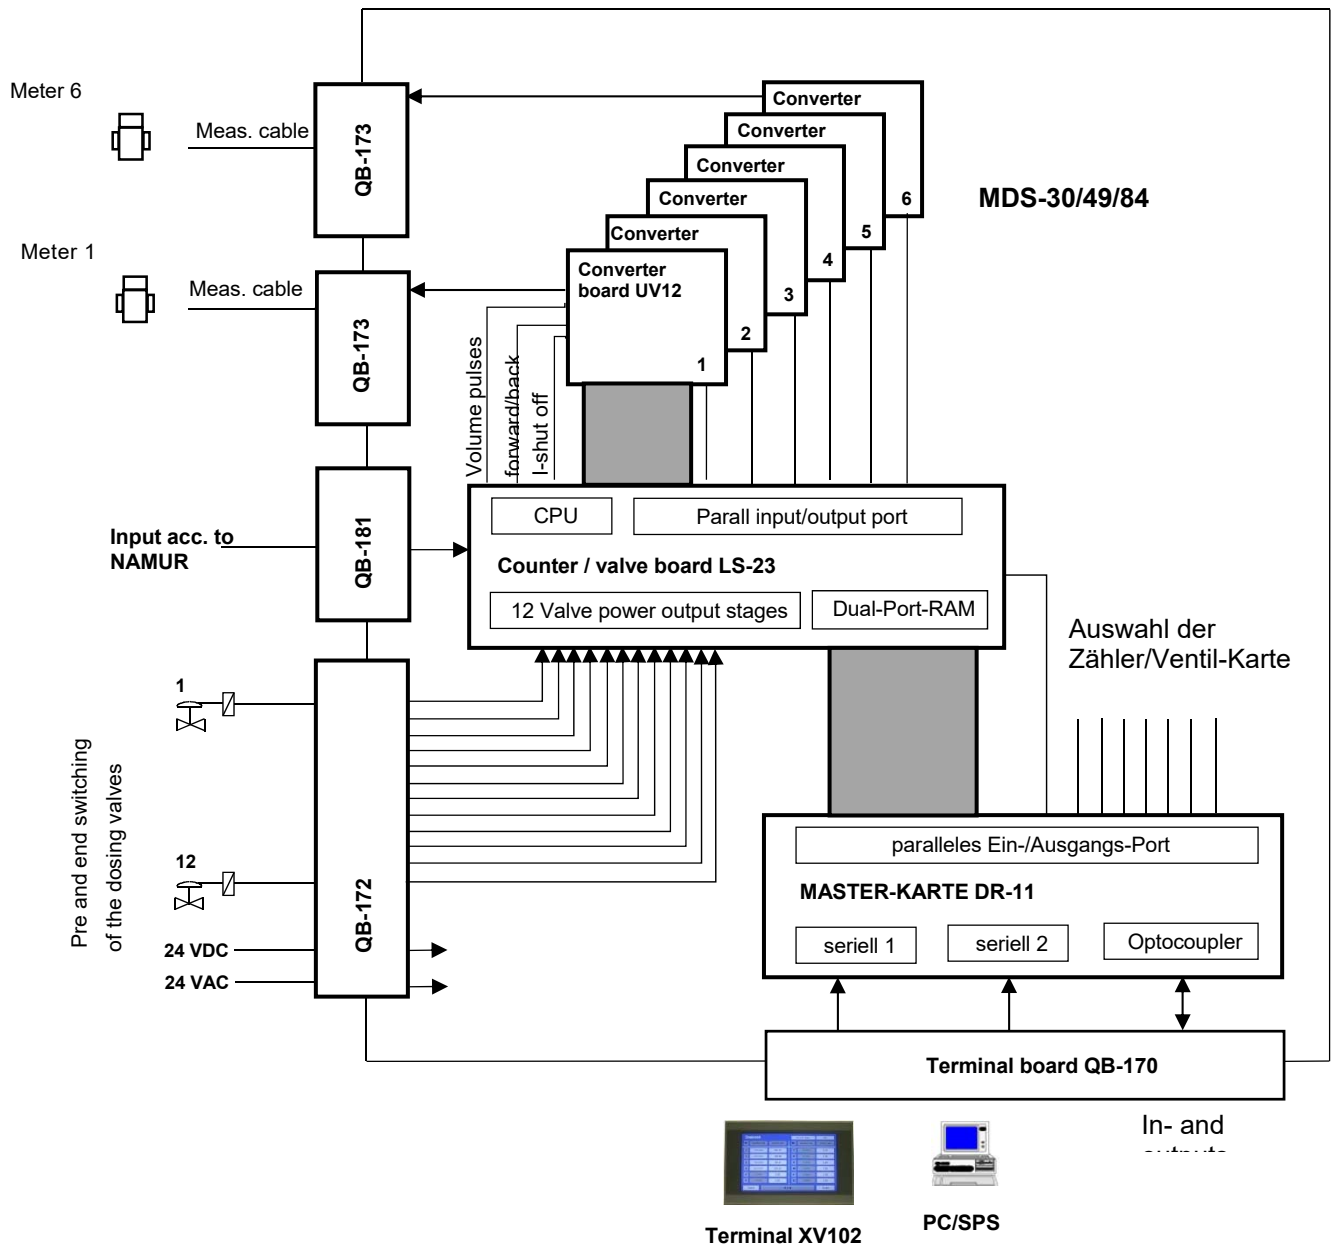 Meter 6
Meas. cable
QB-173
Converter
Converter
Converter
Converter
Converter
Converter
board UV12
6
5
4
3
2
1
MDS-30/49/84
Meter 1
Meas. cable
QB-173
Volume pulses
forward/back
I-shut off
Input acc. to
NAMUR
QB-181
CPU
Parall input/output port
Counter / valve board LS-23
12 Valve power output stages
Dual-Port-RAM
Auswahl der
Zähler/Ventil-Karte
Pre and end switching
of the dosing valves
1
12
24 VDC
24 VAC
QB-172
paralleles Ein-/Ausgangs-Port
MASTER-KARTE DR-11
seriell 1
seriell 2
Optocoupler
Terminal board QB-170
In- and
outputs
Terminal XV102
PC/SPS